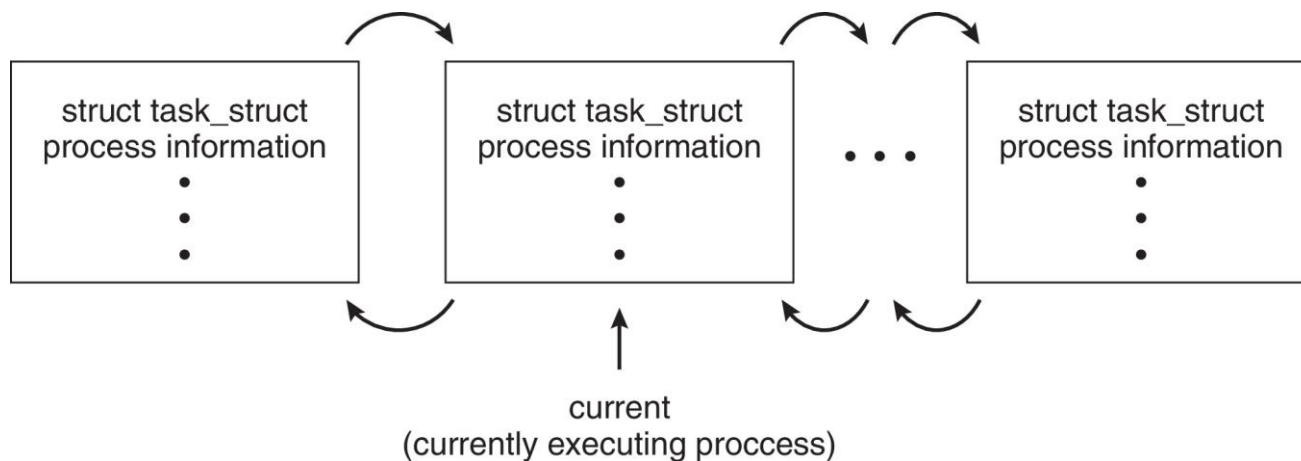 struct task_struct
process information
struct task_struct
process information
struct task_struct
process information
current
(currently executing proccess)